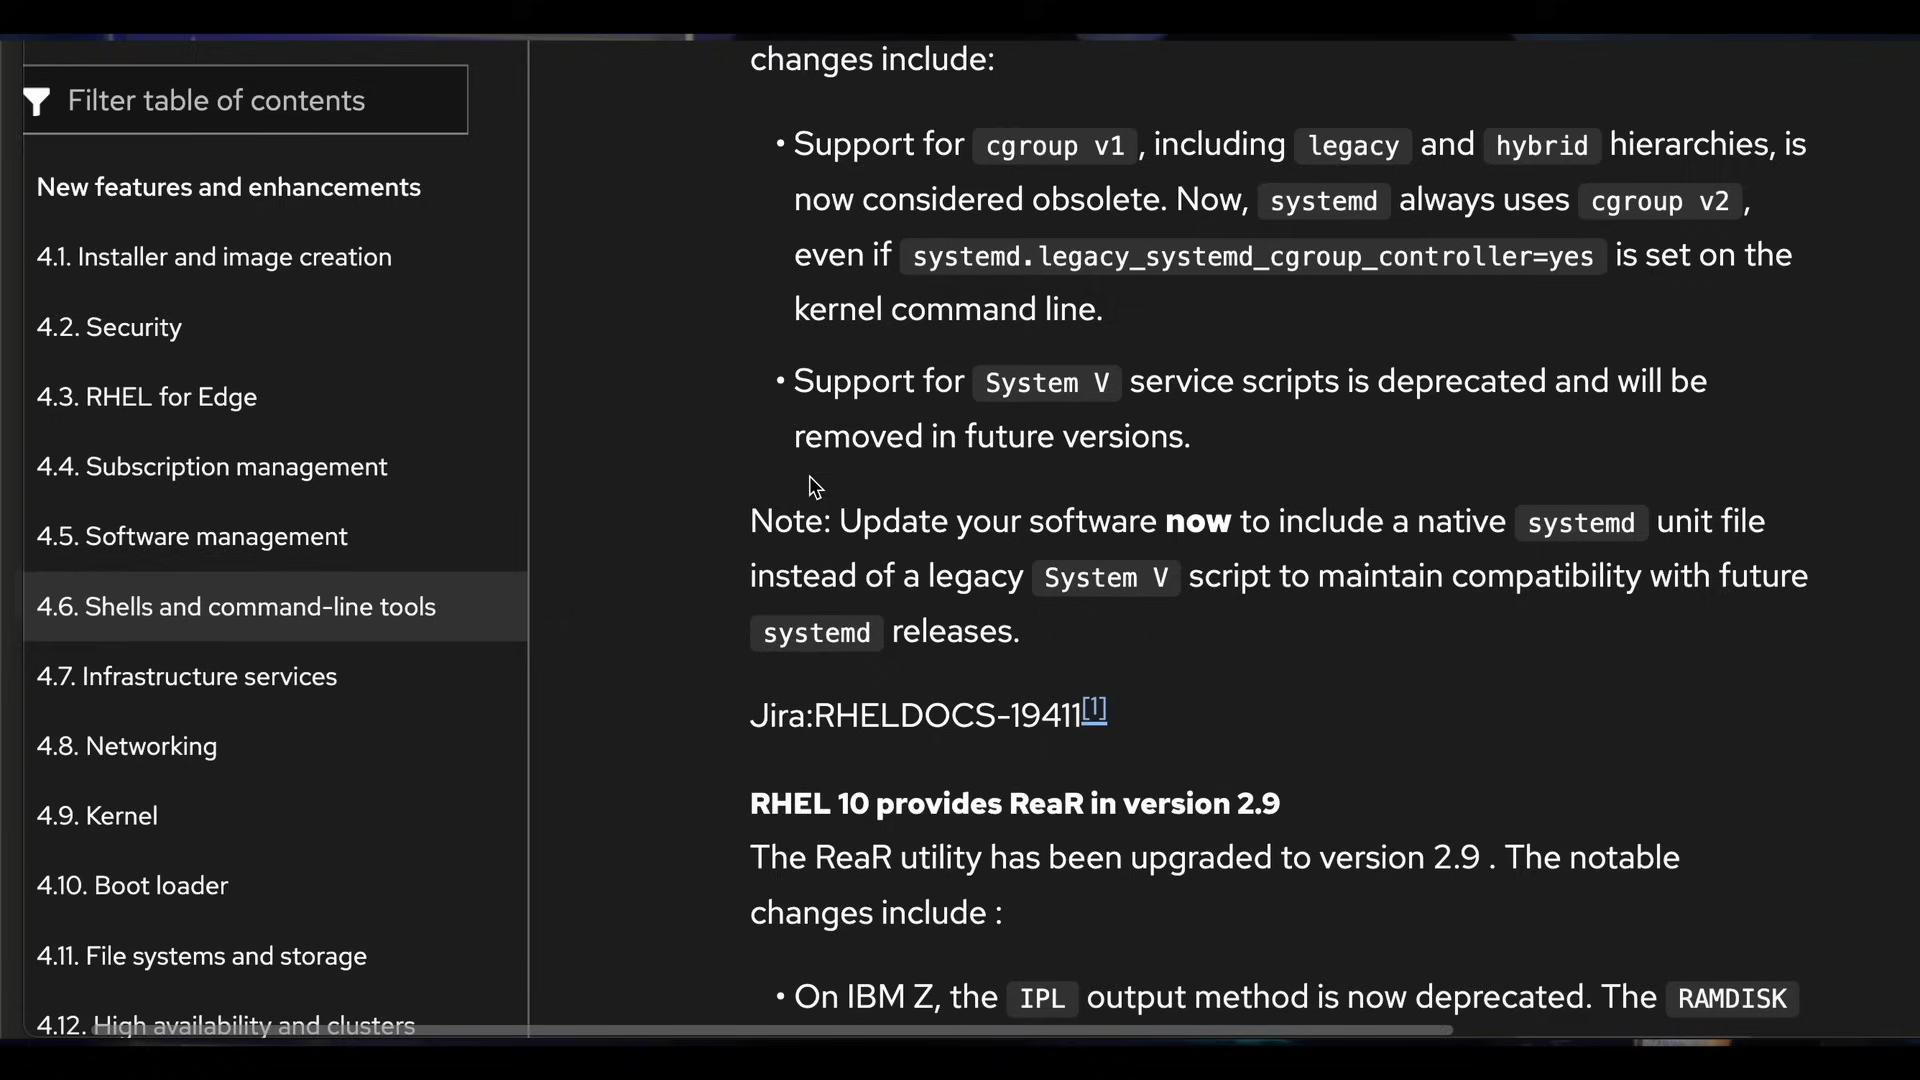 Filter table of contents
New features and enhancements
4.1. Installer and image creation
4.2. Security
4.3. RHEL for Edge
4.4. Subscription management
4.5. Software management
4.6. Shells and command-line tools
4.7. Infrastructure services
4.8. Networking
4.9. Kernel
4.10. Boot loader
4.11. File systems and storage
4.12. High availability and clusters
changes include:
• Support for cgroup v1, including legacy and hybrid hierarchies, is
now considered obsolete. Now, systemd always uses cgroup v2,
even if systemd.legacy_systemd_cgroup_controller=yes is set on the
kernel command line.
• Support for System V service scripts is deprecated and will be
removed in future versions.
Note: Update your software now to include a native systemd unit file
instead of a legacy System V script to maintain compatibility with future
systemd releases.
Jira:RHELDOCS-19411[1]
RHEL 10 provides ReaR in version 2.9
The ReaR utility has been upgraded to version 2.9 . The notable
changes include :
• On IBM Z, the IPL output method is now deprecated. The RAMDISK